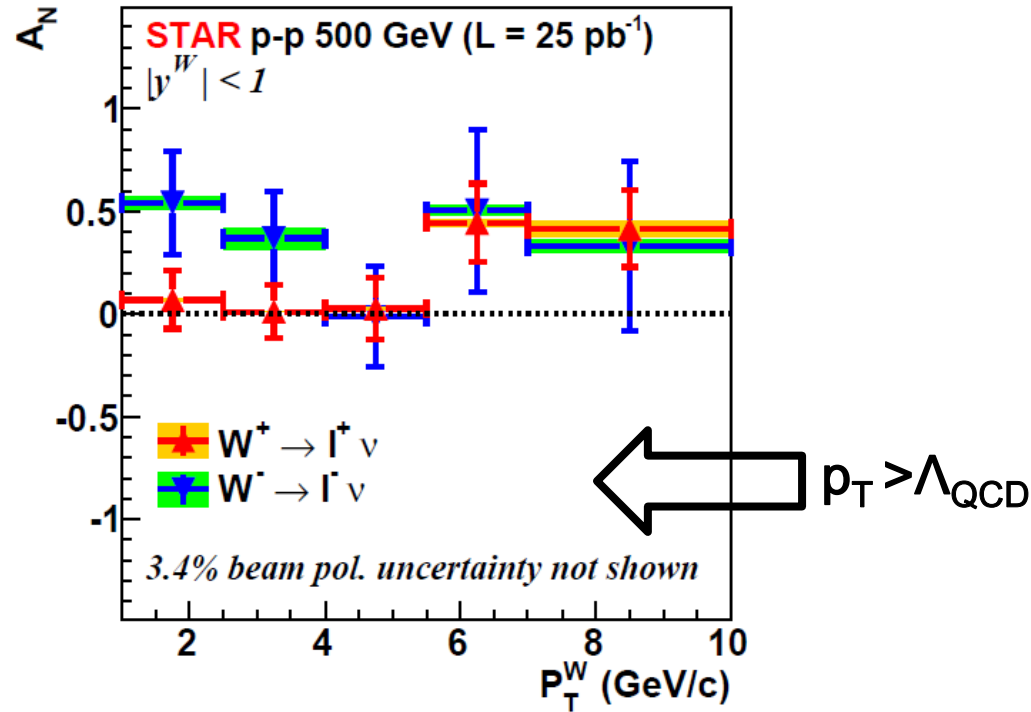 A_N
STAR p-p 500 GeV (L = 25 pb⁻¹)
|y^W| < 1
1
0.5
0
-0.5
-1
W⁺ → l⁺ ν
W⁻ → l⁻ ν
p_T >Λ_QCD
3.4% beam pol. uncertainty not shown
2 4 6 8 10
P_T^W (GeV/c)